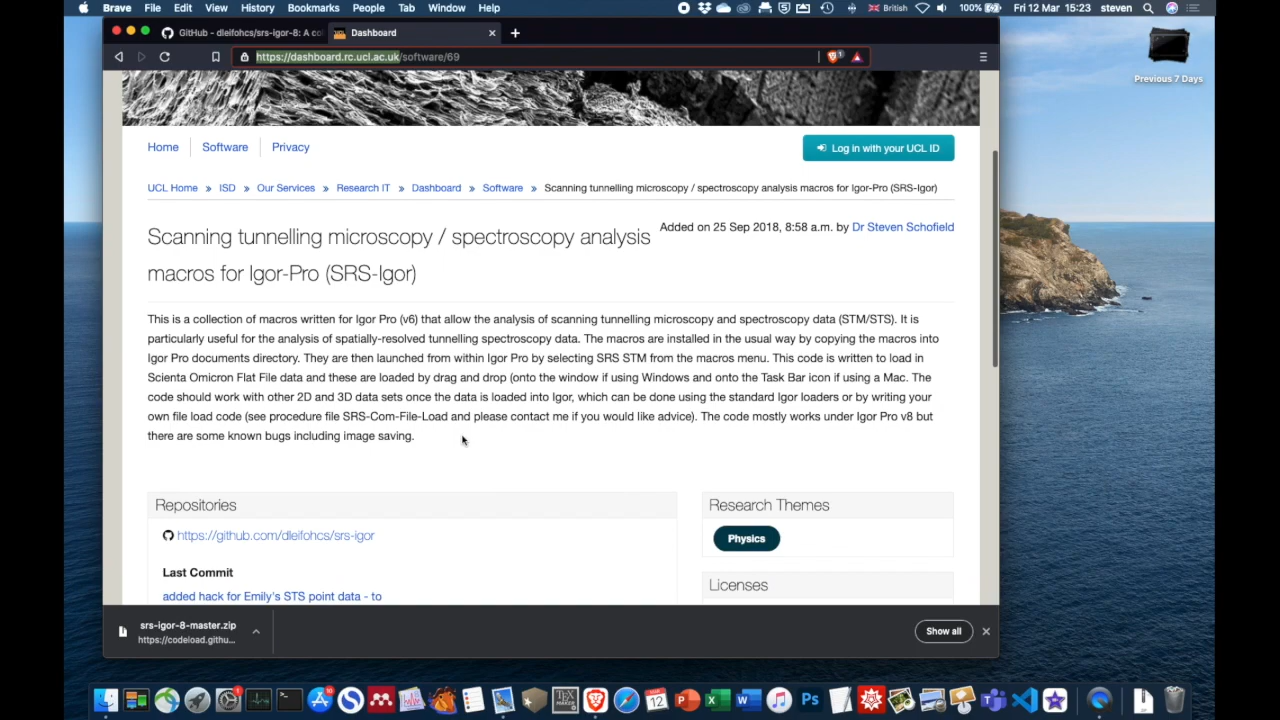 Brave File Edit View History Bookmarks People Tab Window Help British 100% Fri 12 Mar 15:23 steven
GitHub - dleifohcs/srs-igor-8: A co
Dashboard
https://dashboard.rc.ucl.ac.uk/software/69
Previous 7 Days
Home Software Privacy
Log in with your UCL ID
UCL Home » ISD » Our Services » Research IT » Dashboard » Software » Scanning tunnelling microscopy / spectroscopy analysis macros for Igor-Pro (SRS-Igor)
Added on 25 Sep 2018, 8:58 a.m. by Dr Steven Schofield
Scanning tunnelling microscopy / spectroscopy analysis
macros for Igor-Pro (SRS-Igor)
This is a collection of macros written for Igor Pro (v6) that allow the analysis of scanning tunnelling microscopy and spectroscopy data (STM/STS). It is
particularly useful for the analysis of spatially-resolved tunnelling spectroscopy data. The macros are installed in the usual way by copying the macros into
Igor Pro documents directory. They are then launched from within Igor Pro by selecting SRS STM from the macros menu. This code is written to load in
Scienta Omicron Flat File data and these are loaded by drag and drop (onto the window if using Windows and onto the Task Bar icon if using a Mac. The
code should work with other 2D and 3D data sets once the data is loaded into Igor, which can be done using the standard Igor loaders or by writing your
own file load code (see procedure file SRS-Com-File-Load and please contact me if you would like advice). The code mostly works under Igor Pro v8 but
there are some known bugs including image saving.
Repositories
Research Themes
https://github.com/dleifohcs/srs-igor
Physics
Last Commit
Licenses
added hack for Emily's STS point data - to
srs-igor-8-master.zip
https://codeload.githu...
Show all